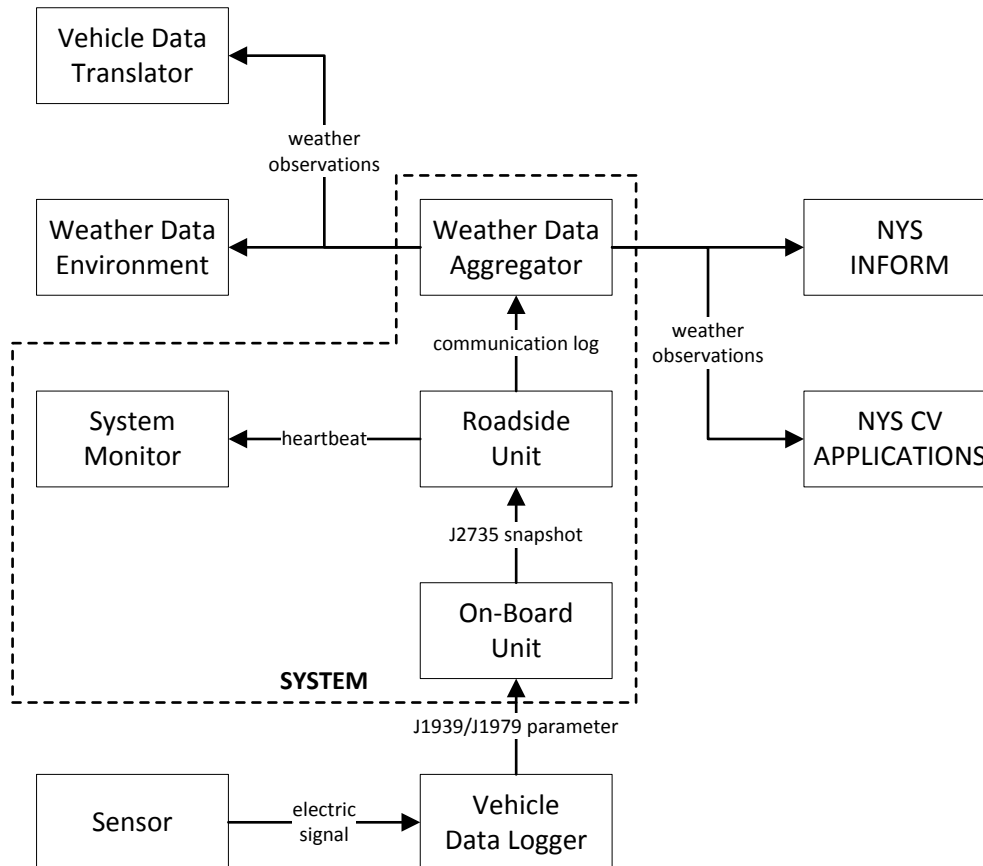 Vehicle Data
Translator
weather
observations
Weather Data
Environment
Weather Data
Aggregator
NYS
INFORM
weather
observations
communication log
System
Monitor
heartbeat
Roadside
Unit
NYS CV
APPLICATIONS
J2735 snapshot
On-Board
Unit
SYSTEM
J1939/J1979 parameter
Sensor
electric
signal
Vehicle
Data Logger